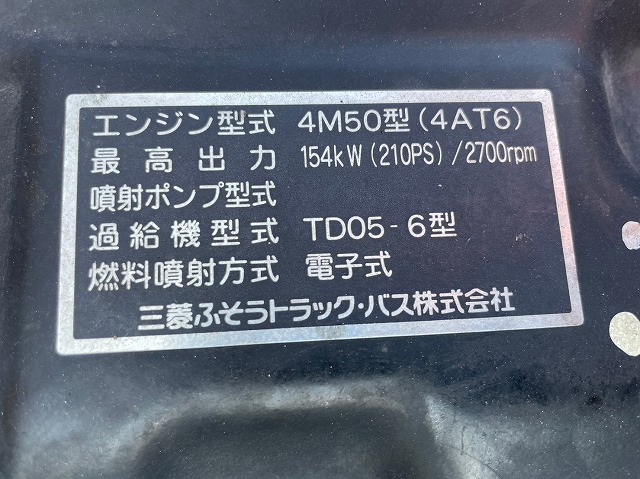 エンジン型式 4M50型(4AT6)
最高出力 154kW(210PS)/2700rpm
噴射ポンプ型式
過給機型式 TD05-6型
燃料噴射方式 電子式
三菱ふそうトラック・バス株式会社